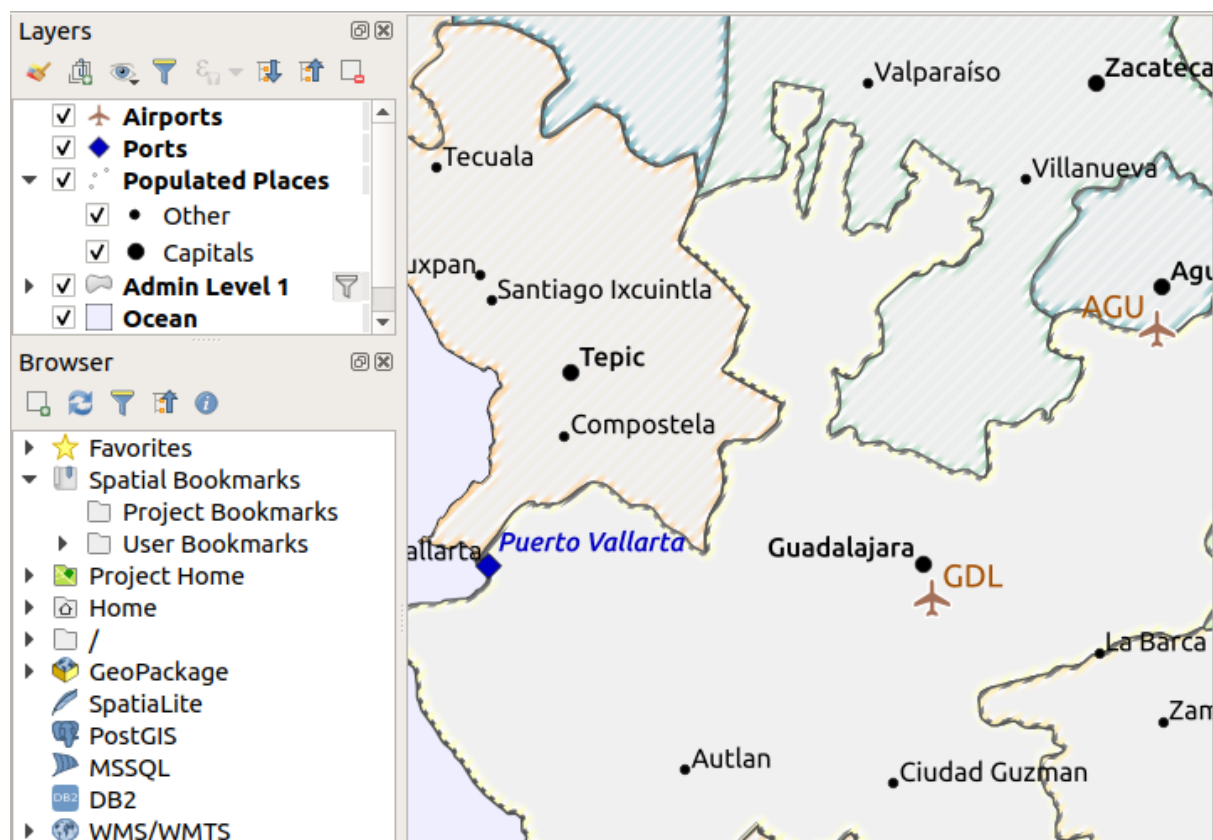 Layers
Airports
Ports
Populated Places
Other
Capitals
Admin Level 1
Ocean
Browser
Favorites
Spatial Bookmarks
Project Bookmarks
User Bookmarks
Project Home
Home
/
GeoPackage
SpatiaLite
PostGIS
MSSQL
DB2
DB2
WMS/WMTS
Valparaíso
Zacateca
Tecuala
Villanueva
uxpan
Santiago Ixcuintla
Agu
AGU
Tepic
Compostela
allarta
Puerto Vallarta
Guadalajara
GDL
La Barca
Zam
Autlan
Ciudad Guzman